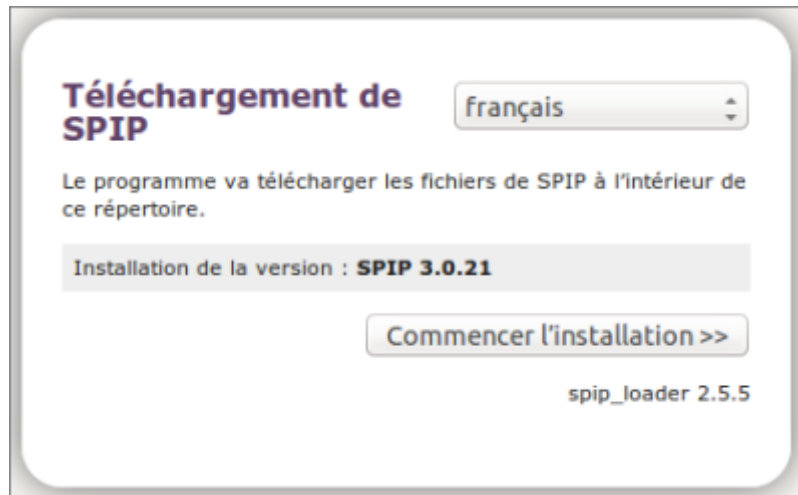 Téléchargement de
SPIP
français
Le programme va télécharger les fichiers de SPIP à l'intérieur de
ce répertoire.
Installation de la version : SPIP 3.0.21
Commencer l'installation >>
spip_loader 2.5.5